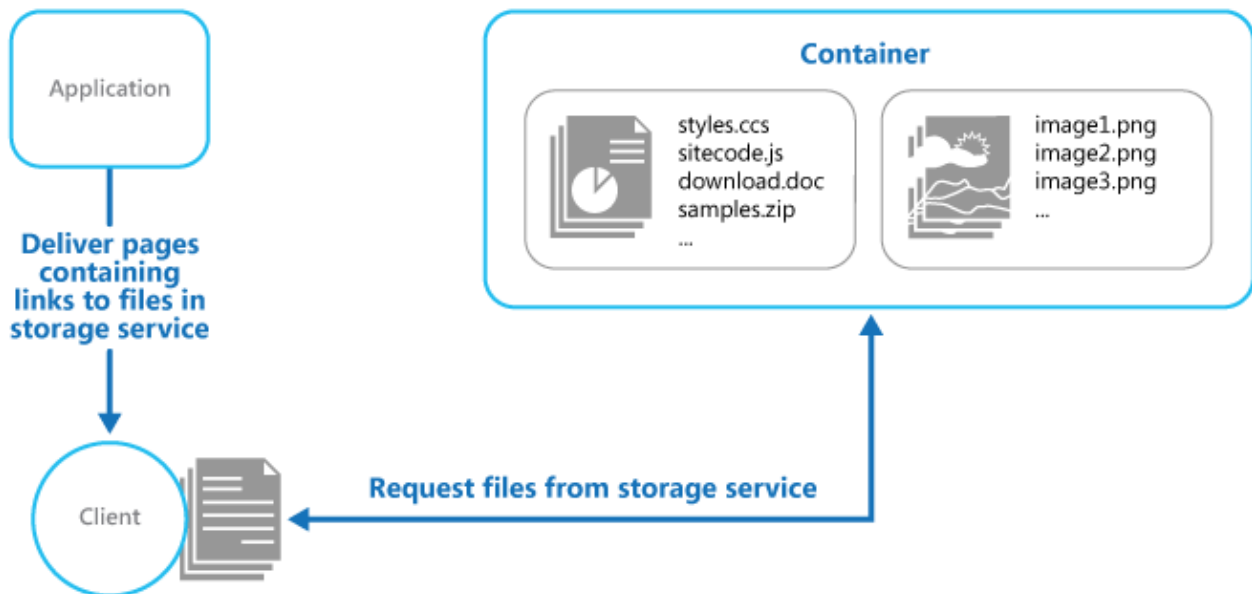 Application
Deliver pages
containing
links to files in
storage service
Client
Request files from storage service
Container
styles.ccs
sitecode.js
download.doc
samples.zip
...
image1.png
image2.png
image3.png
...